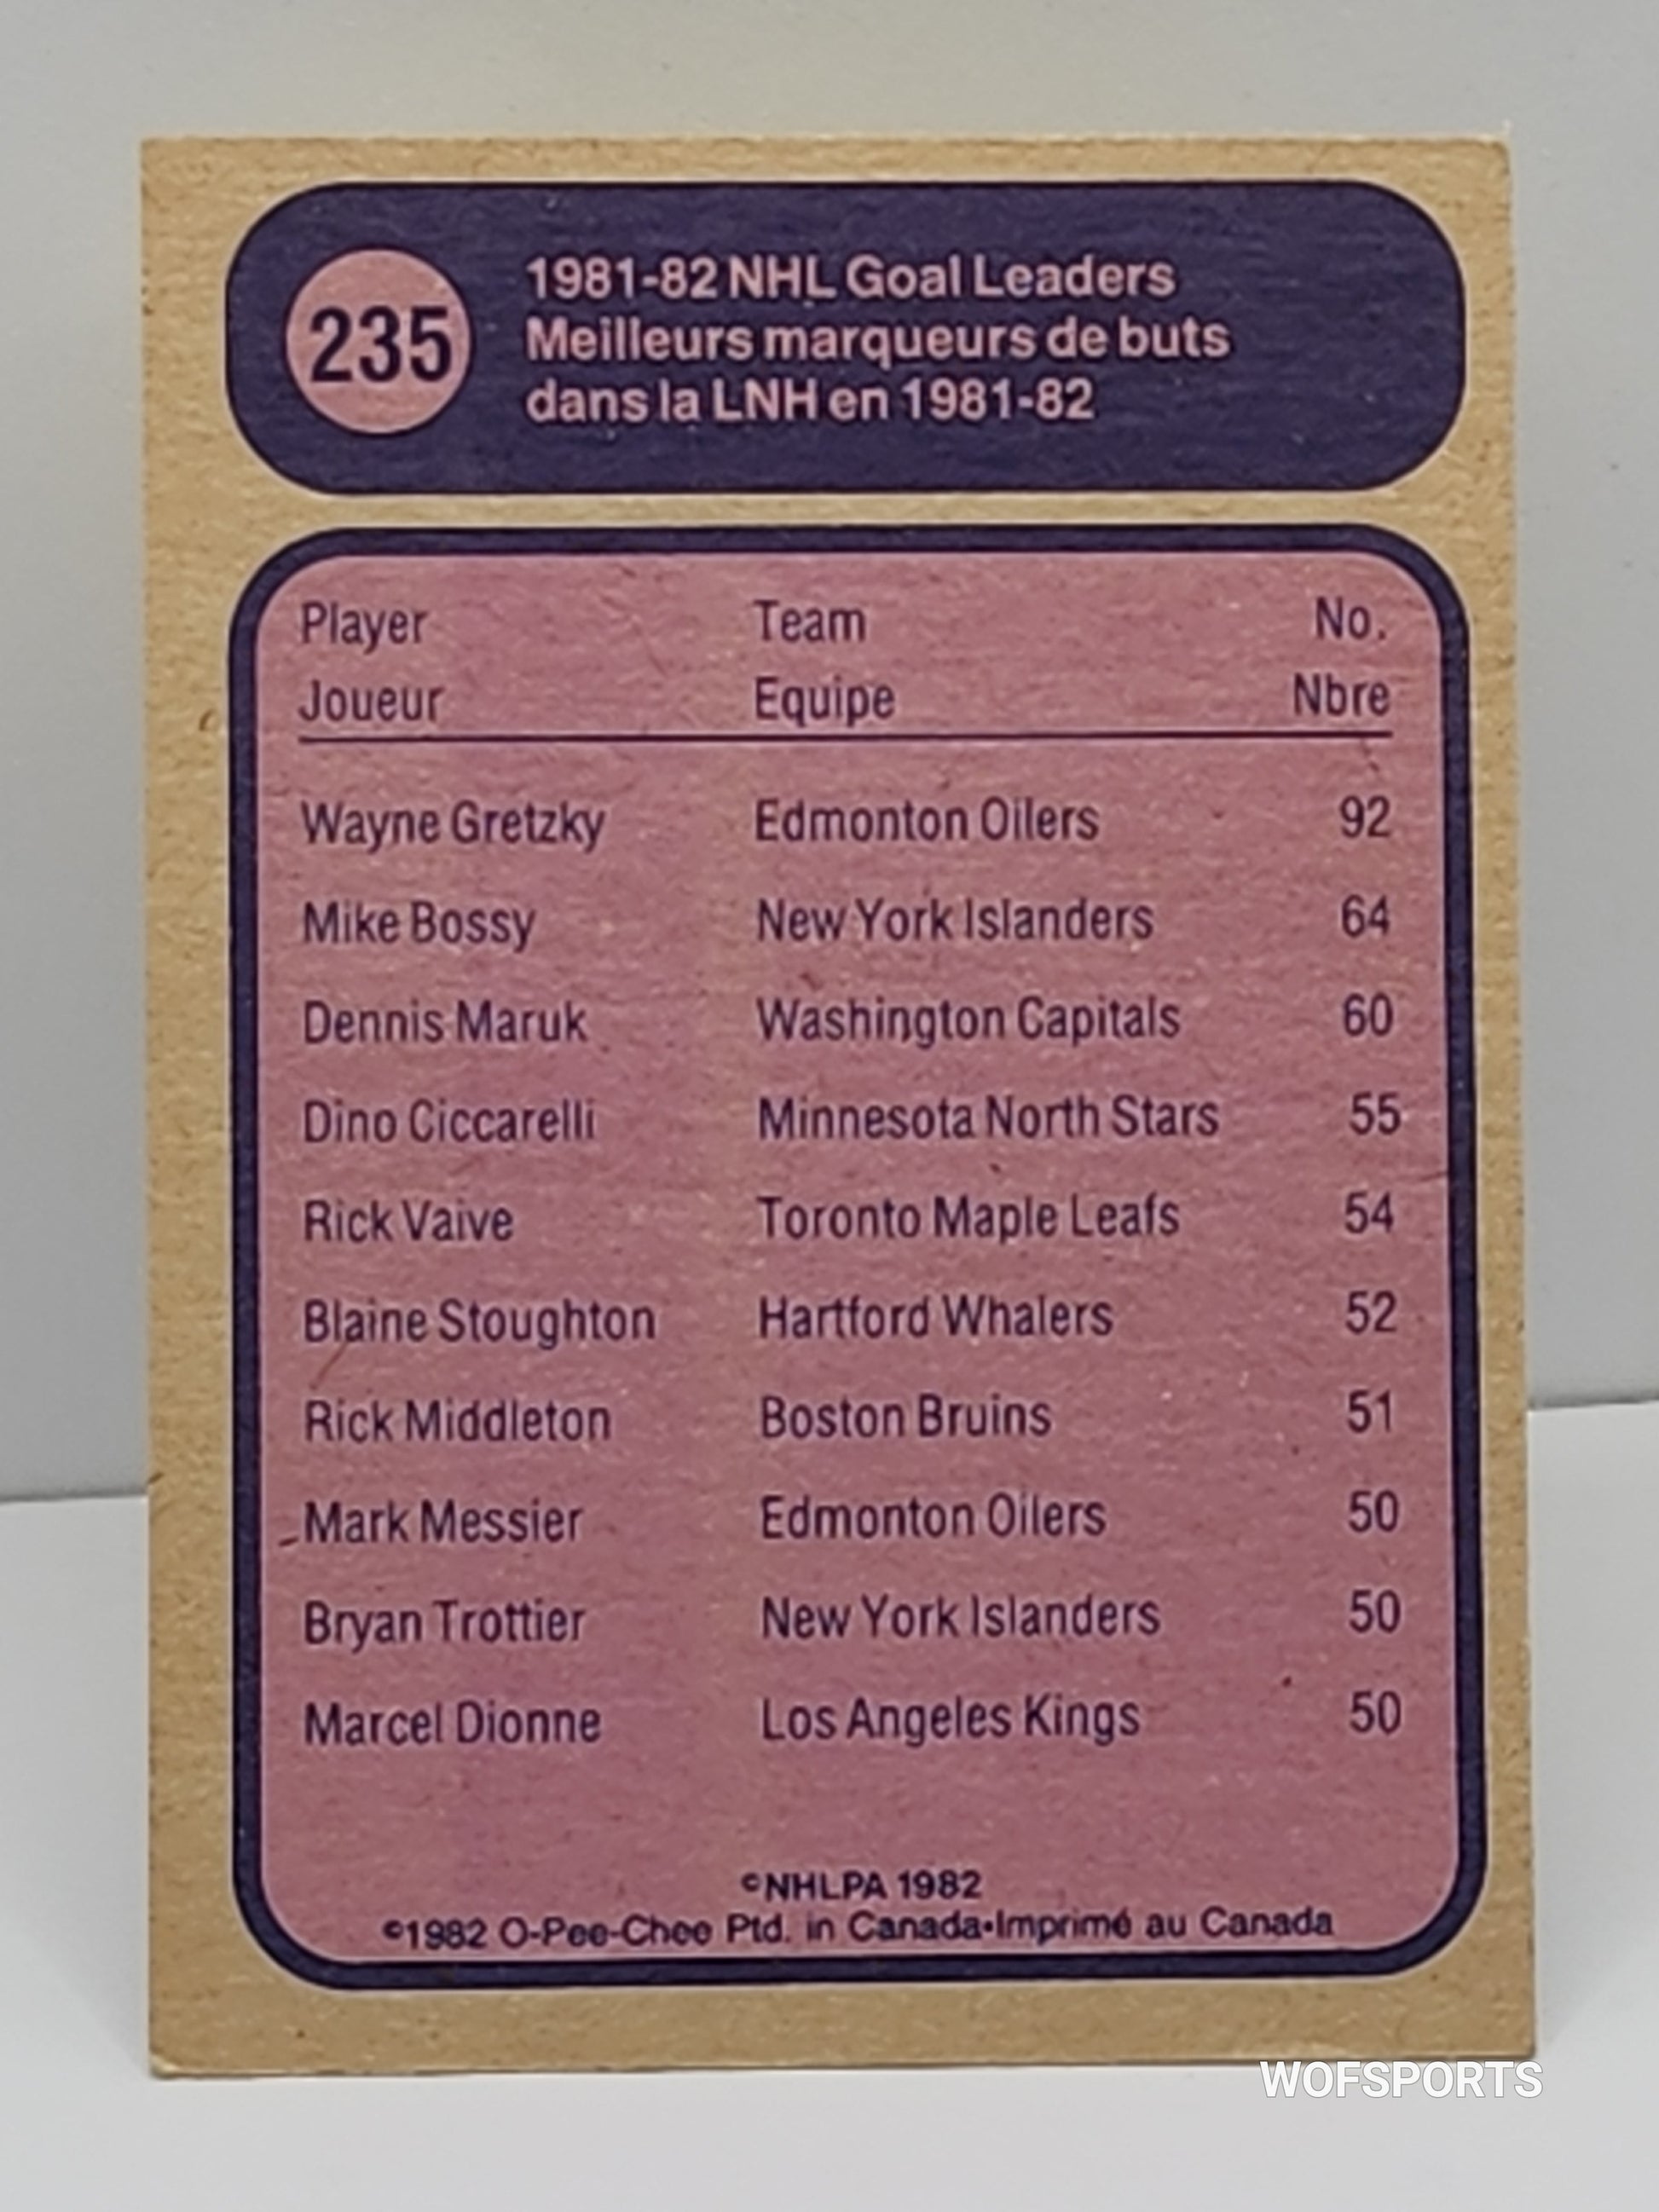 235
1981-82 NHL Goal Leaders
Meilleurs marqueurs de buts
dans la LNH en 1981-82
Player Team No.
Joueur Equipe Nbre
Wayne Gretzky Edmonton Oilers 92
Mike Bossy New York Islanders 64
Dennis Maruk Washington Capitals 60
Dino Ciccarelli Minnesota North Stars 55
Rick Vaive Toronto Maple Leafs 54
Blaine Stoughton Hartford Whalers 52
Rick Middleton Boston Bruins 51
Mark Messier Edmonton Oilers 50
Bryan Trottier New York Islanders 50
Marcel Dionne Los Angeles Kings 50
©NHLPA 1982
©1982 O-Pee-Chee Ptd. in Canada•Imprimé au Canada
WOFSPORTS